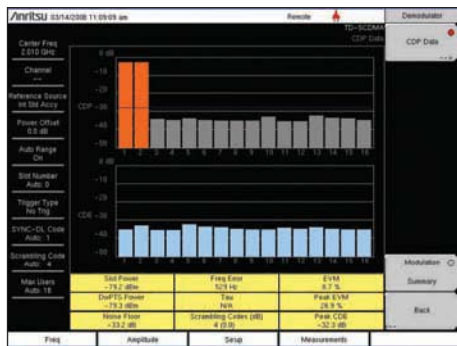 Anritsu 03/14/2008 11:09:09 am
Remote
Demodulator
TD-SCDMA
CDP Data
CDP Data
Center Freq
2.010 GHz
Channel
--
Reference Source
Int Std Accy
Power Offset
0.0 dB
Auto Range
On
Slot Number
Auto: 0
Trigger Type
No Trig
SYNC-DL Code
Auto: 1
Scrambling Code
Auto: 4
Max Users
Auto: 16
0 dB
-10
-20
CDP -30
-40
-50
1 2 3 4 5 6 7 8 9 10 11 12 13 14 15 16
0 dB
-10
-20
CDE -30
-40
-50
Slot Power
-79.2 dBm
Freq Error
529 Hz
EVM
8.7 %
DwPTS Power
-79.3 dBm
Tau
N/A
Peak EVM
28.9 %
Noise Floor
-33.2 dB
Scrambling Codes (dB)
4 (0.0)
Peak CDE
-32.3 dB
Modulation
Summary
Back
Freq
Amplitude
Setup
Measurements